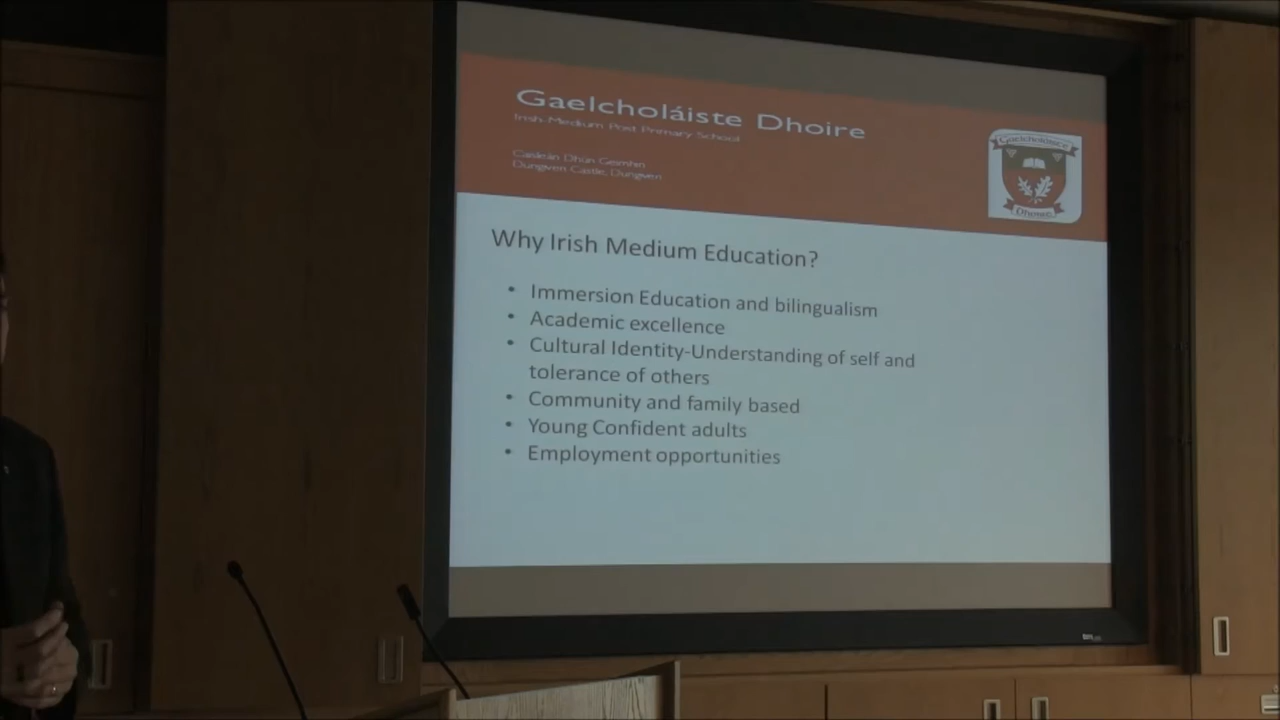 Gaelcholáiste Dhoire
Irish-Medium Post Primary School
Caisleán Dhún Geimhin
Dungiven Castle, Dungiven
Gaelcholáiste
Dhoire
Why Irish Medium Education?
• Immersion Education and bilingualism
• Academic excellence
• Cultural Identity-Understanding of self and
tolerance of others
• Community and family based
• Young Confident adults
• Employment opportunities